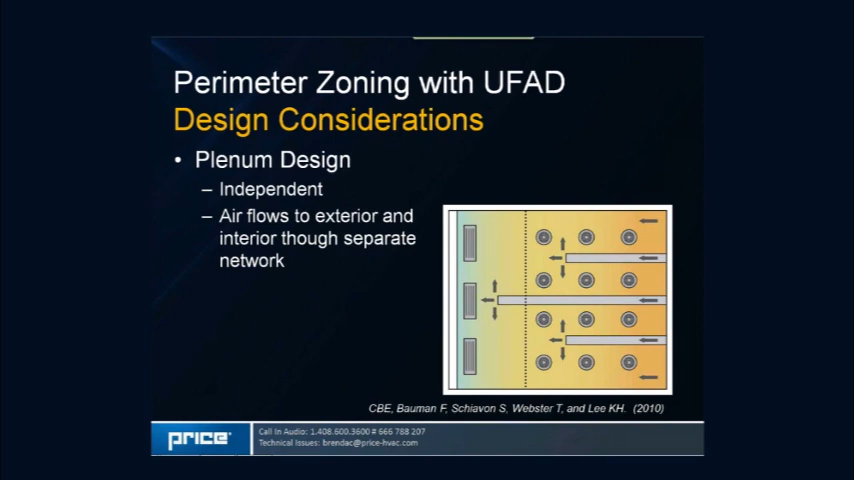 Perimeter Zoning with UFAD
Design Considerations
• Plenum Design
– Independent
– Air flows to exterior and
interior though separate
network
CBE, Bauman F, Schiavon S, Webster T, and Lee KH. (2010)
price
Call In Audio: 1.408.600.3600 # 666 788 207
Technical Issues: brendac@price-hvac.com